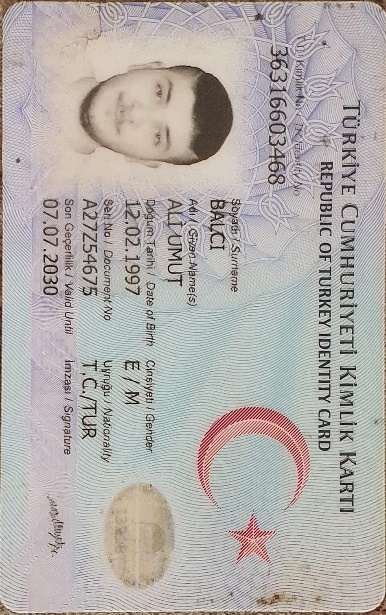 TÜRKİYE CUMHURİYETİ KİMLİK KARTI
REPUBLIC OF TURKEY IDENTITY CARD
T.C. Kimlik No / TR Identity No
36316603468
Soyadı / Surname
BALCI
Adı / Given Name(s)
ALİ UMUT
Doğum Tarihi / Date of Birth
12.02.1997
Cinsiyeti / Gender
E / M
Seri No / Document No
A27Z54675
Uyruğu / Nationality
T.C./TUR
Son Geçerlilik / Valid Until
07.07.2030
İmzası / Signature